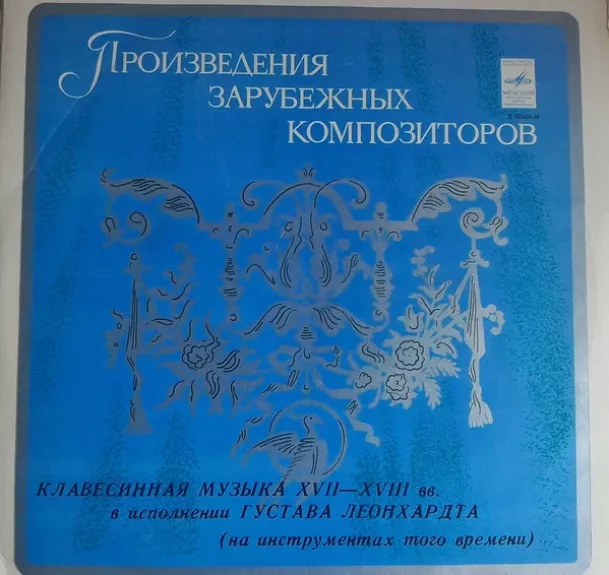 ПРОИЗВЕДЕНИЯ
ЗАРУБЕЖНЫХ
КОМПОЗИТОРОВ
КЛАВЕСИННАЯ МУЗЫКА XVII—XVIII вв.
в исполнении ГУСТАВА ЛЕОНХАРДТА
(на инструментах того времени)